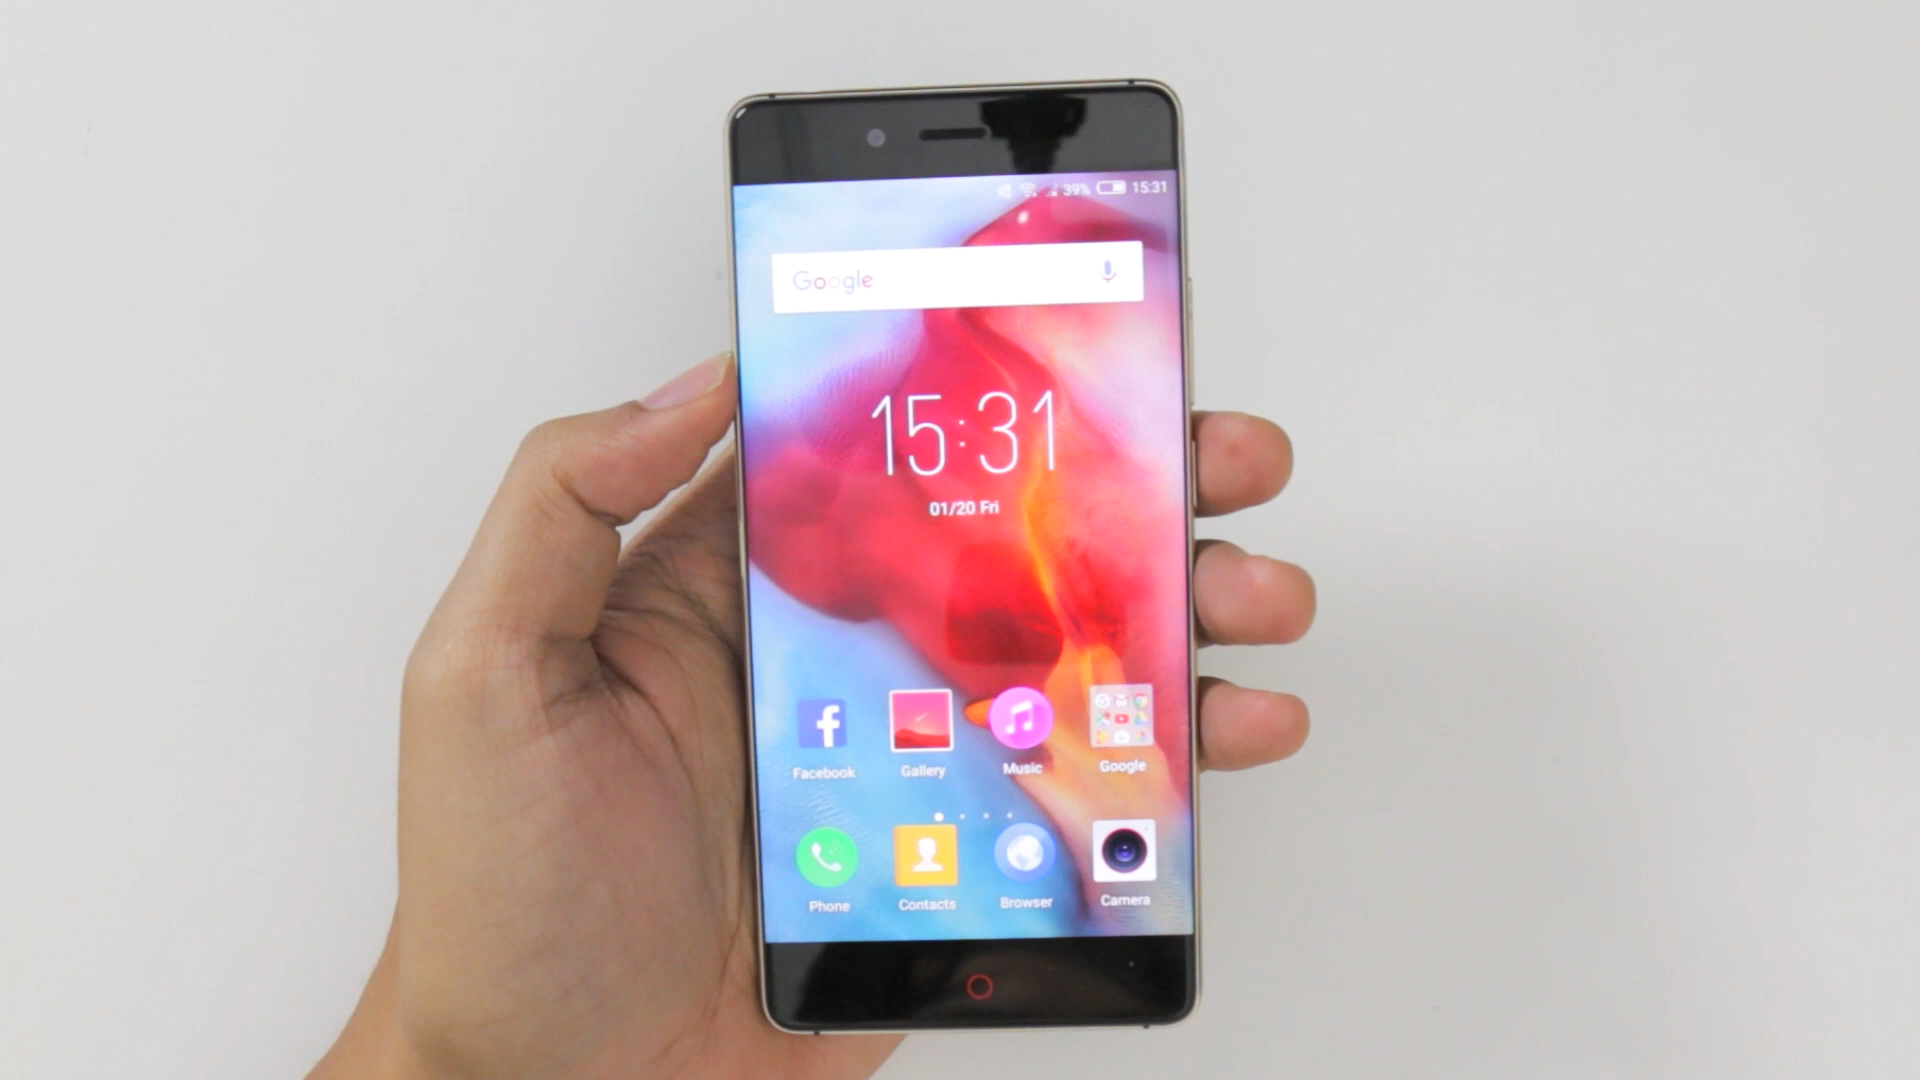 39% 15:31
Google
15:31
01/20 Fri
Facebook Gallery Music Google
Phone Contacts Browser Camera